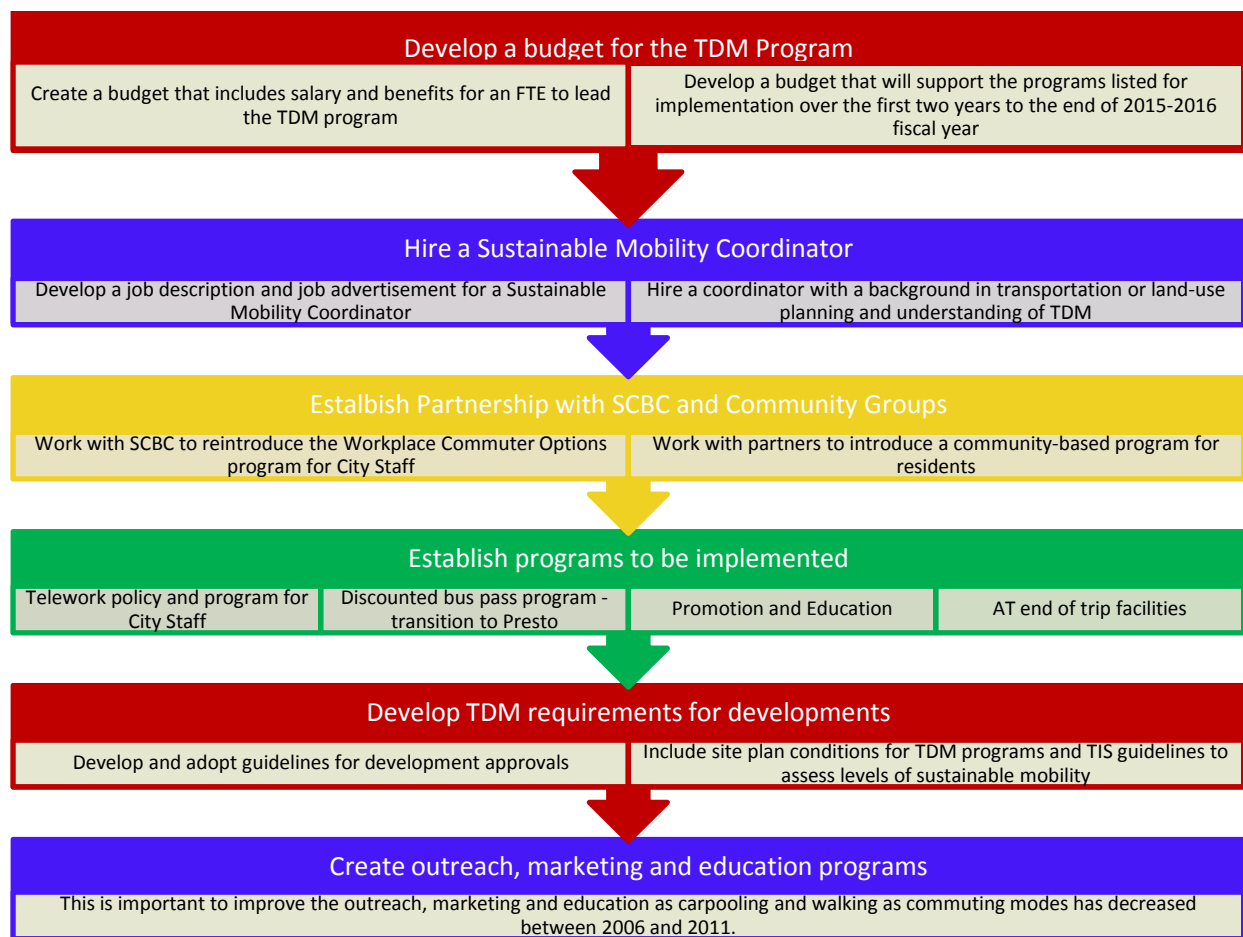 Develop a budget for the TDM Program
Create a budget that includes salary and benefits for an FTE to lead
the TDM program
Develop a budget that will support the programs listed for
implementation over the first two years to the end of 2015-2016
fiscal year
Hire a Sustainable Mobility Coordinator
Develop a job description and job advertisement for a Sustainable
Mobility Coordinator
Hire a coordinator with a background in transportation or land-use
planning and understanding of TDM
Estalbish Partnership with SCBC and Community Groups
Work with SCBC to reintroduce the Workplace Commuter Options
program for City Staff
Work with partners to introduce a community-based program for
residents
Establish programs to be implemented
Telework policy and program for
City Staff
Discounted bus pass program -
transition to Presto
Promotion and Education
AT end of trip facilities
Develop TDM requirements for developments
Develop and adopt guidelines for development approvals
Include site plan conditions for TDM programs and TIS guidelines to
assess levels of sustainable mobility
Create outreach, marketing and education programs
This is important to improve the outreach, marketing and education as carpooling and walking as commuting modes has decreased
between 2006 and 2011.